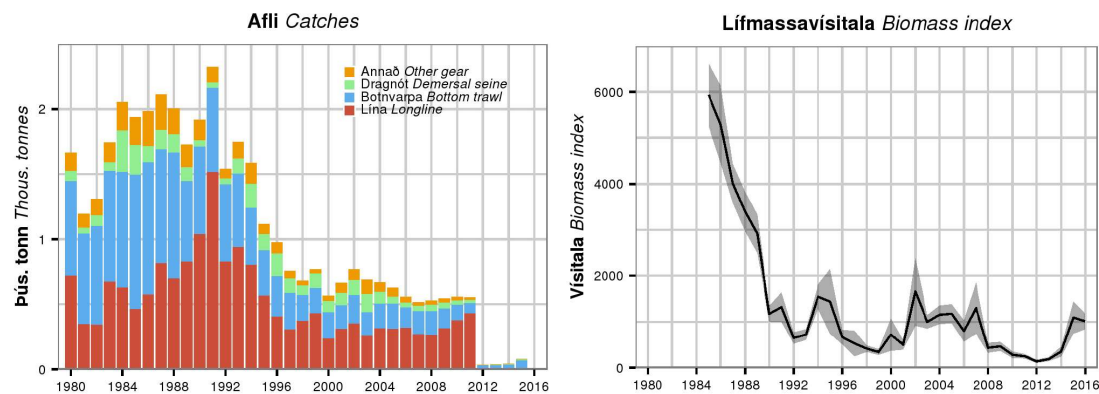 Afli Catches
Annað Other gear
Dragnót Demersal seine
Botnvarpa Bottom trawl
Lína Longline
Þús. tonn Thous. tonnes
2
1
0
1980 1984 1988 1992 1996 2000 2004 2008 2012 2016
Lífmassavísitala Biomass index
Vísitala Biomass index
6000
4000
2000
0
1980 1984 1988 1992 1996 2000 2004 2008 2012 2016